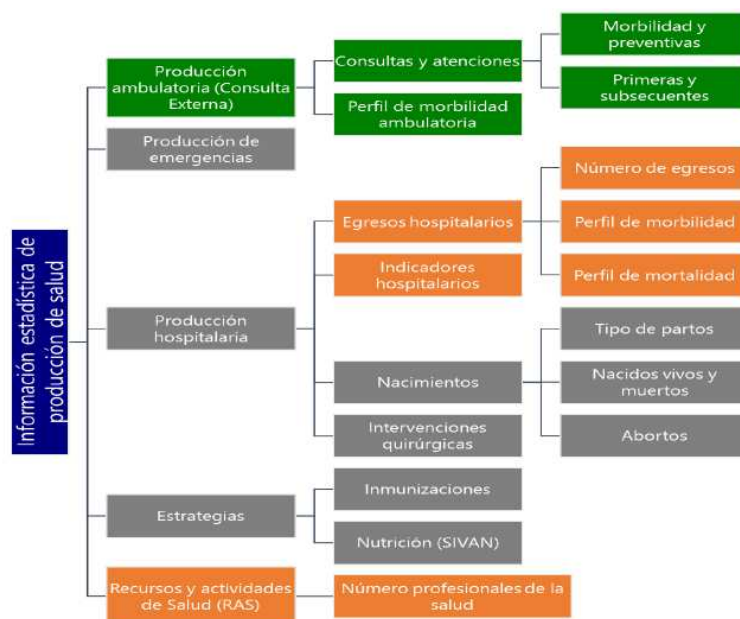 Información estadística de
producción de salud
Producción
ambulatoria (Consulta
Externa)
Consultas y atenciones
Morbilidad y
preventivas
Primeras y
subsecuentes
Perfil de morbilidad
ambulatoria
Producción de
emergencias
Producción
hospitalaria
Egresos hospitalarios
Número de egresos
Perfil de morbilidad
Perfil de mortalidad
Indicadores
hospitalarios
Nacimientos
Tipo de partos
Nacidos vivos y
muertos
Abortos
Intervenciones
quirúrgicas
Estrategias
Inmunizaciones
Nutrición (SIVAN)
Recursos y actividades
de Salud (RAS)
Número profesionales de la
salud